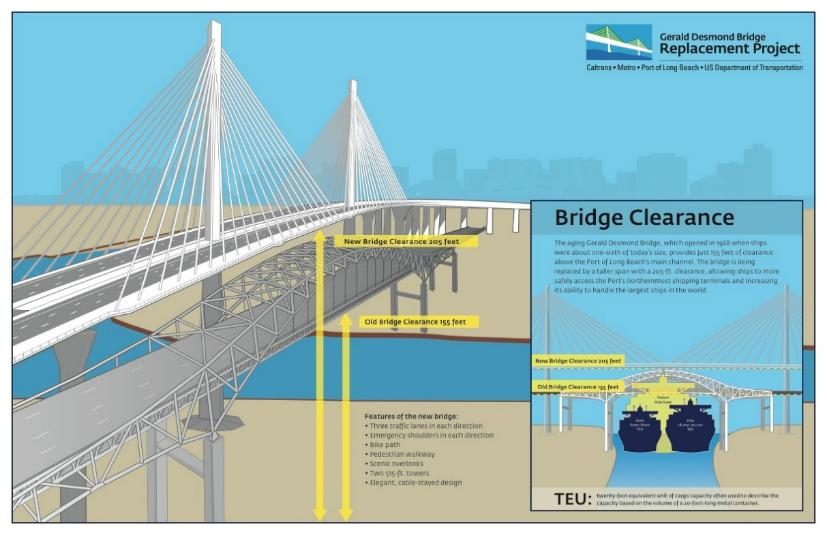 Gerald Desmond Bridge
Replacement Project
Caltrans • Metro • Port of Long Beach • US Department of Transportation
New Bridge Clearance 205 feet
Old Bridge Clearance 155 feet
Features of the new bridge:
• Three traffic lanes in each direction
• Emergency shoulders in each direction
• Bike path
• Pedestrian walkway
• Scenic overlooks
• Two 515-ft. towers
• Elegant, cable-stayed design
Bridge Clearance
The aging Gerald Desmond Bridge, which opened in 1968 when ships
were about one-sixth of today's size, provides just 155 feet of clearance
above the Port of Long Beach's main channel. The bridge is being
replaced by a taller span with a 205-ft. clearance, allowing ships to more
safely access the Port's northernmost shipping terminals and increasing
its ability to handle the largest ships in the world.
New Bridge Clearance 205 feet
Old Bridge Clearance 155 feet
Future
TEU: twenty-foot equivalent unit of cargo capacity often used to describe the
capacity based on the volume of a 20-foot-long metal container.